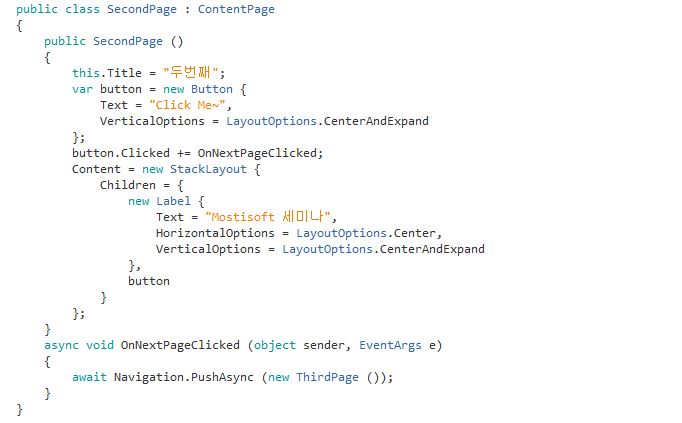 public class SecondPage : ContentPage
{
    public SecondPage ()
    {
        this.Title = "두번째";
        var button = new Button {
            Text = "Click Me~",
            VerticalOptions = LayoutOptions.CenterAndExpand
        };
        button.Clicked += OnNextPageClicked;
        Content = new StackLayout {
            Children = {
                new Label {
                    Text = "Mostisoft 세미나",
                    HorizontalOptions = LayoutOptions.Center,
                    VerticalOptions = LayoutOptions.CenterAndExpand
                },
                button
            }
        };
    }
    async void OnNextPageClicked (object sender, EventArgs e)
    {
        await Navigation.PushAsync (new ThirdPage ());
    }
}